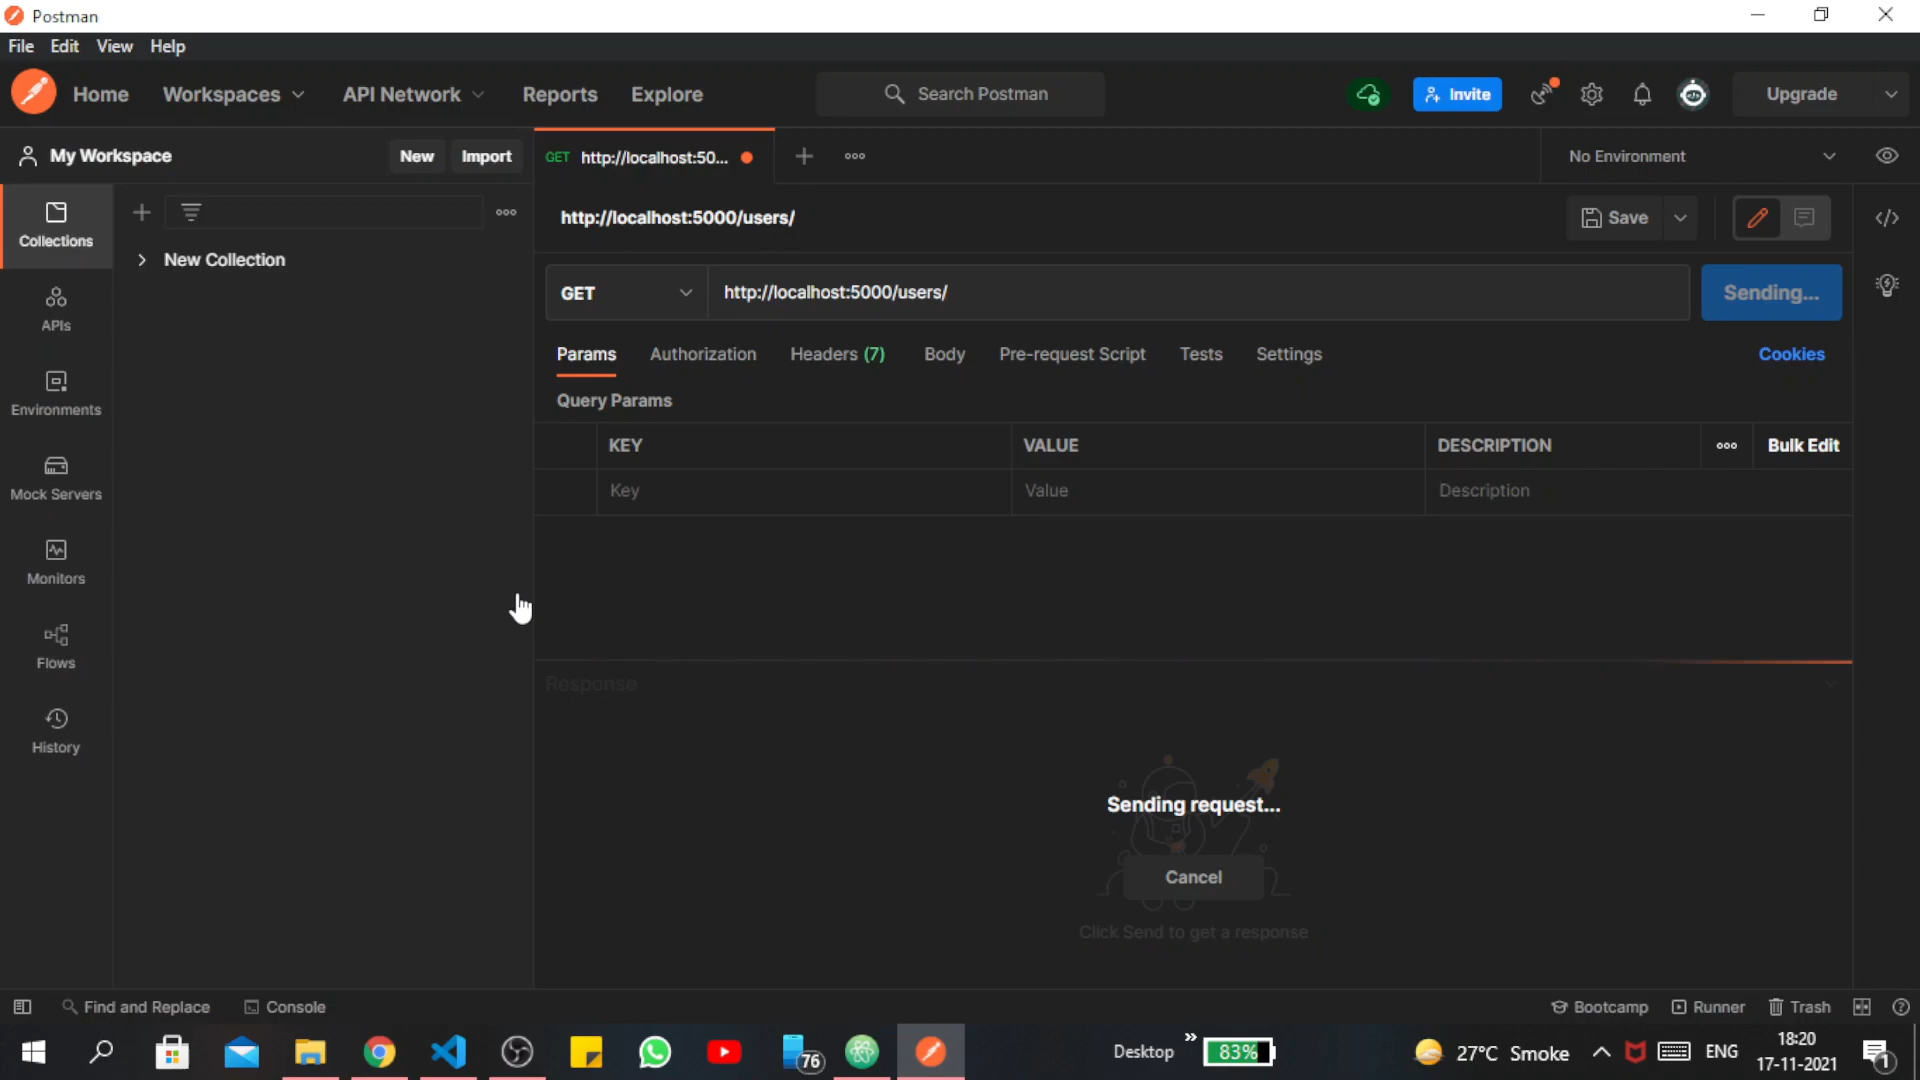 Postman
File Edit View Help
Home Workspaces API Network Reports Explore Search Postman Invite Upgrade
My Workspace New Import GET http://localhost:50... No Environment
Collections
http://localhost:5000/users/ Save
New Collection
GET http://localhost:5000/users/ Sending...
APIs
Params Authorization Headers (7) Body Pre-request Script Tests Settings Cookies
Environments
Query Params
KEY VALUE DESCRIPTION Bulk Edit
Mock Servers
Key Value Description
Monitors
Flows
Response
History
Sending request...
Cancel
Click Send to get a response
Find and Replace Console Bootcamp Runner Trash
76 Desktop 83% 27°C Smoke ENG 18:20
17-11-2021 1